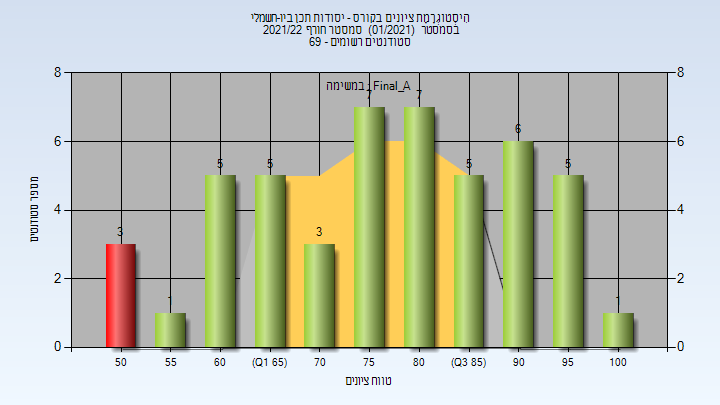 היסטוגרמת ציונים בקורס - יסודות תכן ביו-חשמלי
בסמסטר (01/2021) סמסטר חורף 2021/22
סטודנטים רשומים - 69
במשימה - Final_A
8 8
6 6
4 4
2 2
0 0
מספר סטודנטים
3 1 5 5 3 7 7 5 6 5 1
50 55 60 (Q1 65) 70 75 80 (Q3 85) 90 95 100
טווח ציונים